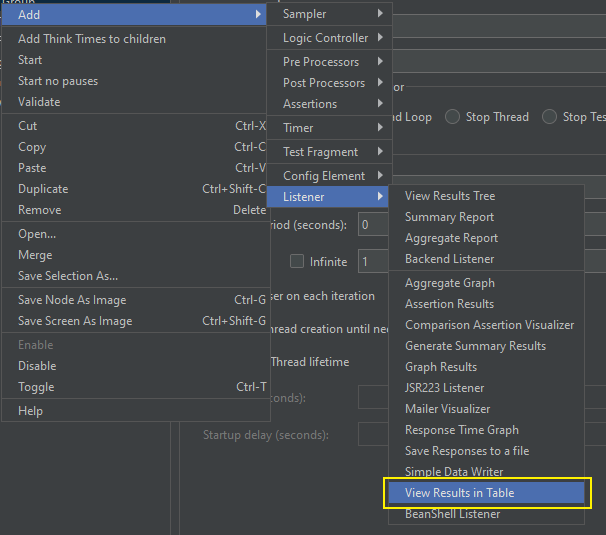 Add
Add Think Times to children
Start
Start no pauses
Validate
Cut Ctrl-X
Copy Ctrl-C
Paste Ctrl-V
Duplicate Ctrl+Shift-C
Remove Delete
Open...
Merge
Save Selection As...
Save Node As Image Ctrl-G
Save Screen As Image Ctrl+Shift-G
Enable
Disable
Toggle Ctrl-T
Help
Sampler
Logic Controller
Pre Processors
Post Processors
Assertions
Timer
Test Fragment
Config Element
Listener
View Results Tree
Summary Report
Aggregate Report
Backend Listener
Aggregate Graph
Assertion Results
Comparison Assertion Visualizer
Generate Summary Results
Graph Results
JSR223 Listener
Mailer Visualizer
Response Time Graph
Save Responses to a file
Simple Data Writer
View Results in Table
BeanShell Listener
or
d Loop Stop Thread Stop Tes
riod (seconds): 0
Infinite 1
ser on each iteration
hread creation until nee
Thread lifetime
conds):
Startup delay (seconds):